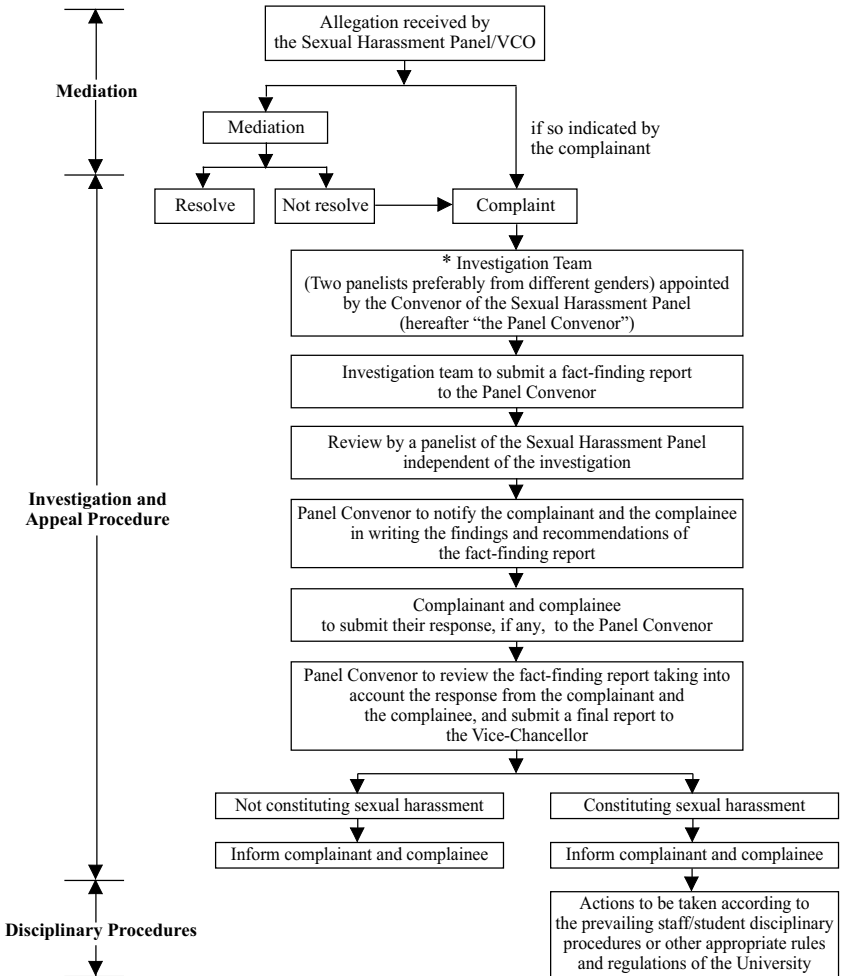 Allegation received by
the Sexual Harassment Panel/VCO
Mediation
Mediation
if so indicated by
the complainant
Resolve
Not resolve
Complaint
* Investigation Team
(Two panelists preferably from different genders) appointed
by the Convenor of the Sexual Harassment Panel
(hereafter “the Panel Convenor”)
Investigation team to submit a fact-finding report
to the Panel Convenor
Review by a panelist of the Sexual Harassment Panel
independent of the investigation
Investigation and
Appeal Procedure
Panel Convenor to notify the complainant and the complainee
in writing the findings and recommendations of
the fact-finding report
Complainant and complainee
to submit their response, if any, to the Panel Convenor
Panel Convenor to review the fact-finding report taking into
account the response from the complainant and
the complainee, and submit a final report to
the Vice-Chancellor
Not constituting sexual harassment
Constituting sexual harassment
Inform complainant and complainee
Inform complainant and complainee
Disciplinary Procedures
Actions to be taken according to
the prevailing staff/student disciplinary
procedures or other appropriate rules
and regulations of the University